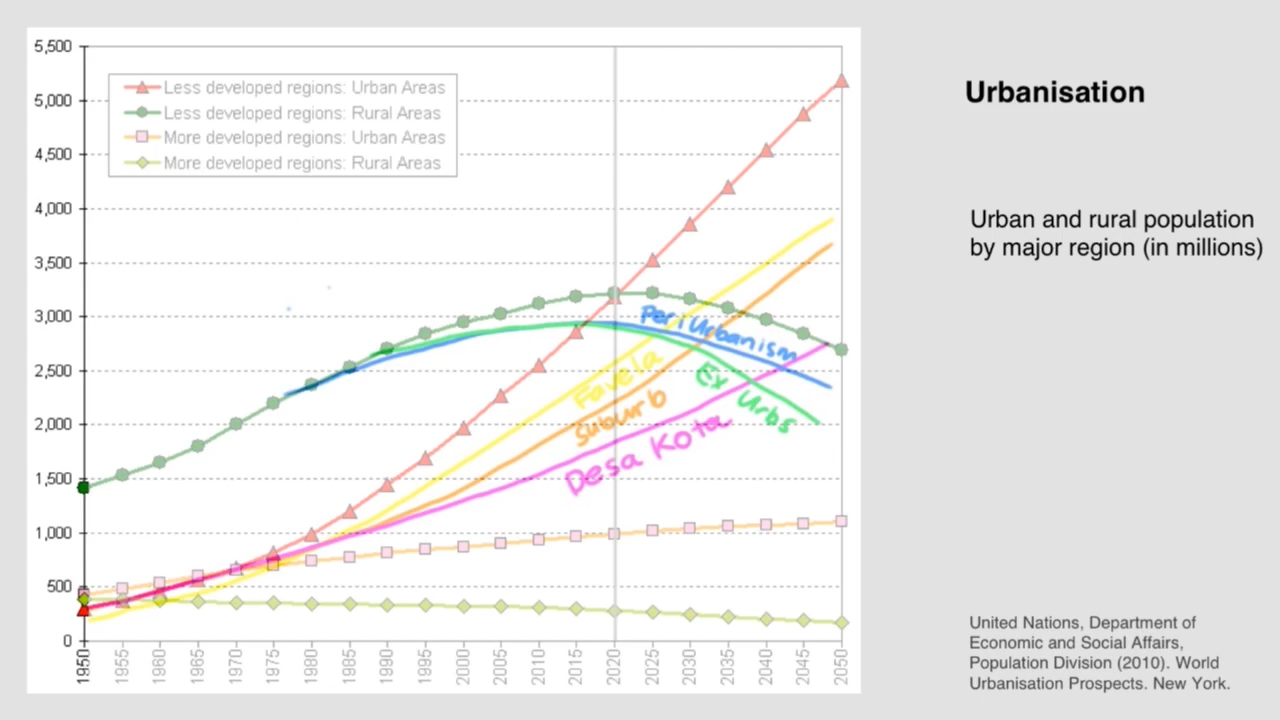 Urbanisation
Urban and rural population
by major region (in millions)
5,500
5,000
4,500
4,000
3,500
3,000
2,500
2,000
1,500
1,000
500
0
Less developed regions: Urban Areas
Less developed regions: Rural Areas
More developed regions: Urban Areas
More developed regions: Rural Areas
Peri Urbanism
Favela
Ex Urbs
Suburb
Desa Kota
1950 1955 1960 1965 1970 1975 1980 1985 1990 1995 2000 2005 2010 2015 2020 2025 2030 2035 2040 2045 2050
United Nations, Department of
Economic and Social Affairs,
Population Division (2010). World
Urbanisation Prospects. New York.